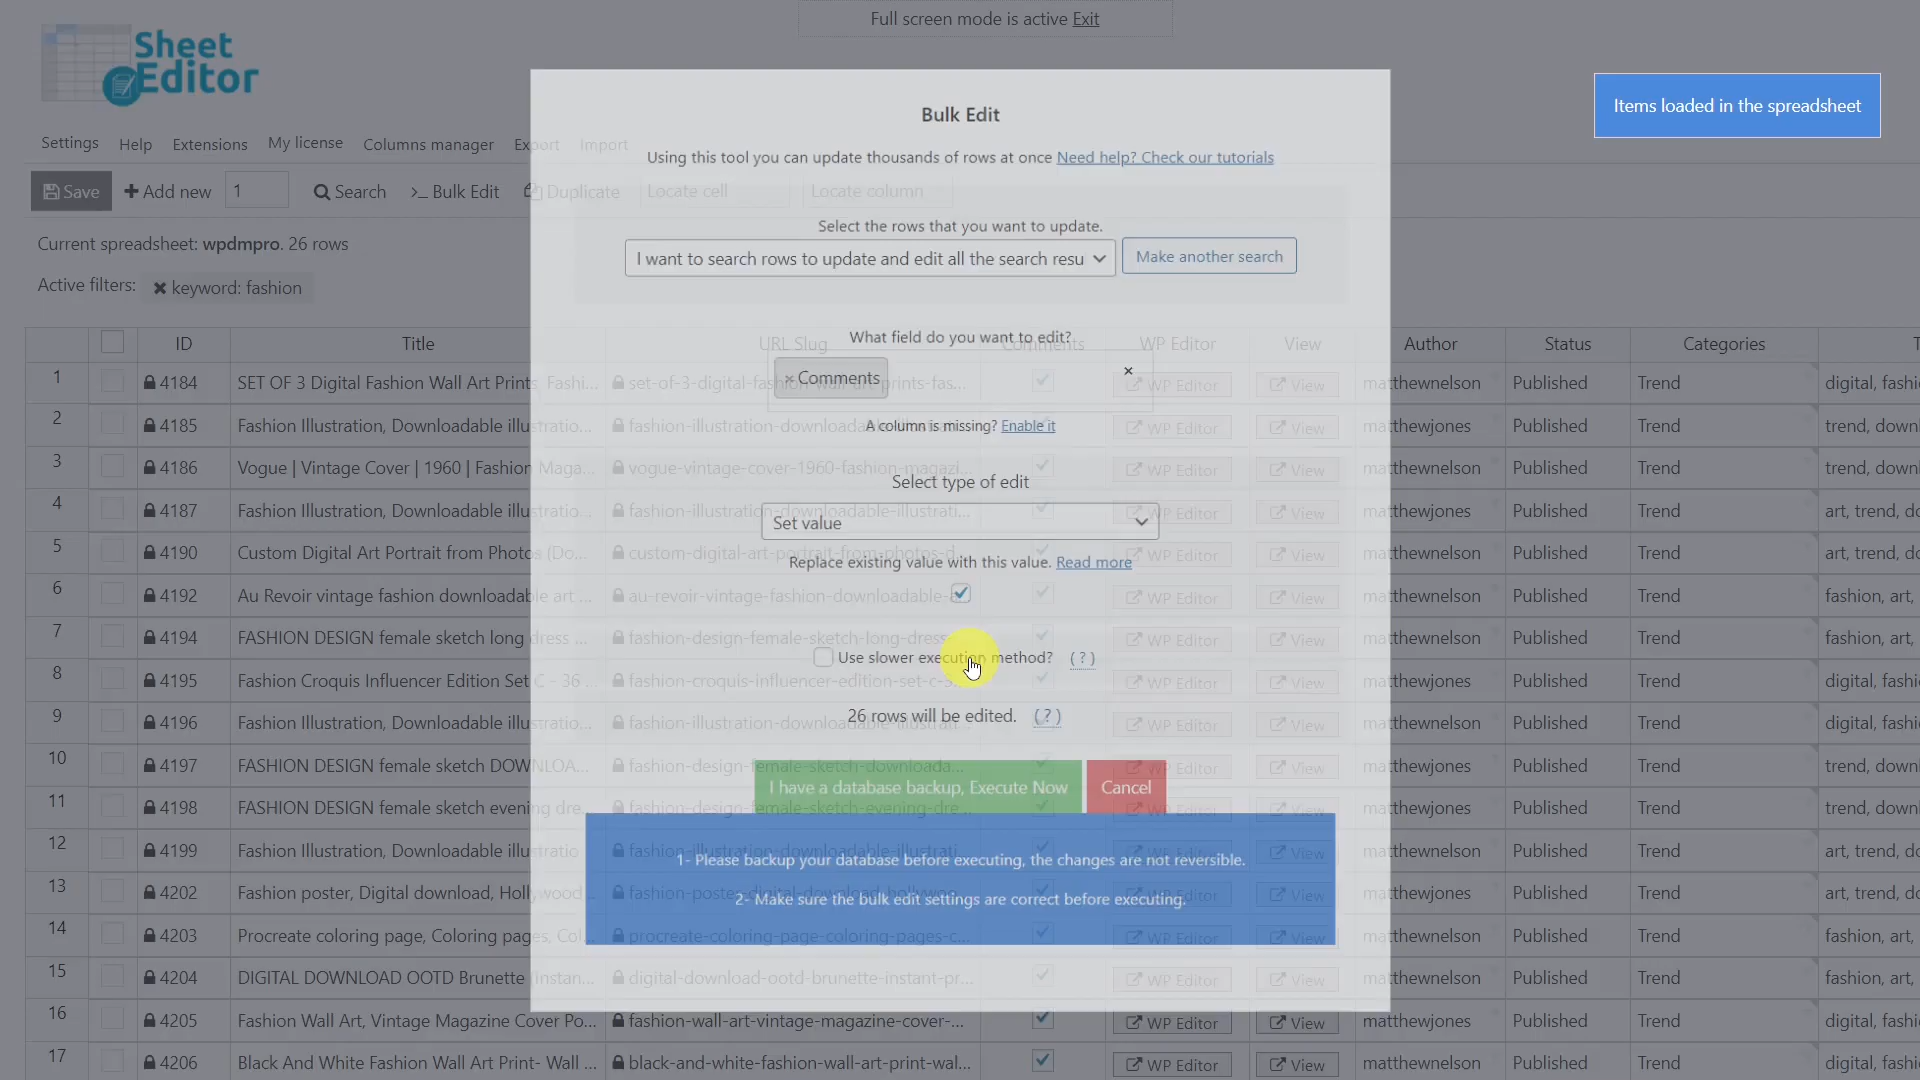 Full screen mode is active Exit
Sheet
Editor
Items loaded in the spreadsheet
Settings Help Extensions My license Columns manager Export Import
Save Add new 1 Search >_ Bulk Edit Duplicate Locate cell Locate column
Current spreadsheet: wpdmpro. 26 rows
Active filters: keyword: fashion
Bulk Edit
Using this tool you can update thousands of rows at once Need help? Check our tutorials
Select the rows that you want to update.
I want to search rows to update and edit all the search resu Make another search
What field do you want to edit?
× Comments ×
A column is missing? Enable it
Select type of edit
Set value
Replace existing value with this value. Read more
Use slower execution method? (?)
26 rows will be edited. (?)
I have a database backup, Execute Now Cancel
1- Please backup your database before executing, the changes are not reversible.
2- Make sure the bulk edit settings are correct before executing.
ID Title URL Slug Comments WP Editor View Author Status Categories
1 4184 SET OF 3 Digital Fashion Wall Art Prints, Fashi... set-of-3-digital-fashion-wall-art-prints-fas... WP Editor View matthewnelson Published Trend digital, fashi
2 4185 Fashion Illustration, Downloadable illustratio... fashion-illustration-downloadable-illustrati... WP Editor View matthewjones Published Trend trend, downl
3 4186 Vogue | Vintage Cover | 1960 | Fashion Maga... vogue-vintage-cover-1960-fashion-magazi... WP Editor View matthewnelson Published Trend trend, downl
4 4187 Fashion Illustration, Downloadable illustratio... fashion-illustration-downloadable-illustrati... WP Editor View matthewjones Published Trend art, trend, do
5 4190 Custom Digital Art Portrait from Photos (Do... custom-digital-art-portrait-from-photos-d... WP Editor View matthewnelson Published Trend art, trend, do
6 4192 Au Revoir vintage fashion downloadable art ... au-revoir-vintage-fashion-downloadable-a... WP Editor View matthewjones Published Trend fashion, art,
7 4194 FASHION DESIGN female sketch long dress ... fashion-design-female-sketch-long-dress... WP Editor View matthewnelson Published Trend fashion, art,
8 4195 Fashion Croquis Influencer Edition Set C - 36 ... fashion-croquis-influencer-edition-set-c-3... WP Editor View matthewjones Published Trend digital, fashi
9 4196 Fashion Illustration, Downloadable illustratio... fashion-illustration-downloadable-illustrati... WP Editor View matthewjones Published Trend digital, fashi
10 4197 FASHION DESIGN female sketch DOWNLOA... fashion-design-female-sketch-downloada... WP Editor View matthewjones Published Trend trend, downl
11 4198 FASHION DESIGN female sketch evening dre... fashion-design-female-sketch-evening-dre... WP Editor View matthewnelson Published Trend trend, downl
12 4199 Fashion Illustration, Downloadable illustratio fashion-illustration-downloadable-illustrati WP Editor View matthewjones Published Trend art, trend, do
13 4202 Fashion poster, Digital download, Hollywood fashion-poster-digital-download-hollywoo... WP Editor View matthewnelson Published Trend art, trend, do
14 4203 Procreate coloring page, Coloring pages, Col... procreate-coloring-page-coloring-pages-c... WP Editor View matthewnelson Published Trend fashion, art,
15 4204 DIGITAL DOWNLOAD OOTD Brunette (Instan... digital-download-ootd-brunette-instant-pr... WP Editor View matthewnelson Published Trend fashion, art,
16 4205 Fashion Wall Art, Vintage Magazine Cover Po... fashion-wall-art-vintage-magazine-cover-... WP Editor View matthewjones Published Trend digital, fashi
17 4206 Black And White Fashion Wall Art Print- Wall ... black-and-white-fashion-wall-art-print-wal... WP Editor View matthewnelson Published Trend digital, fashi